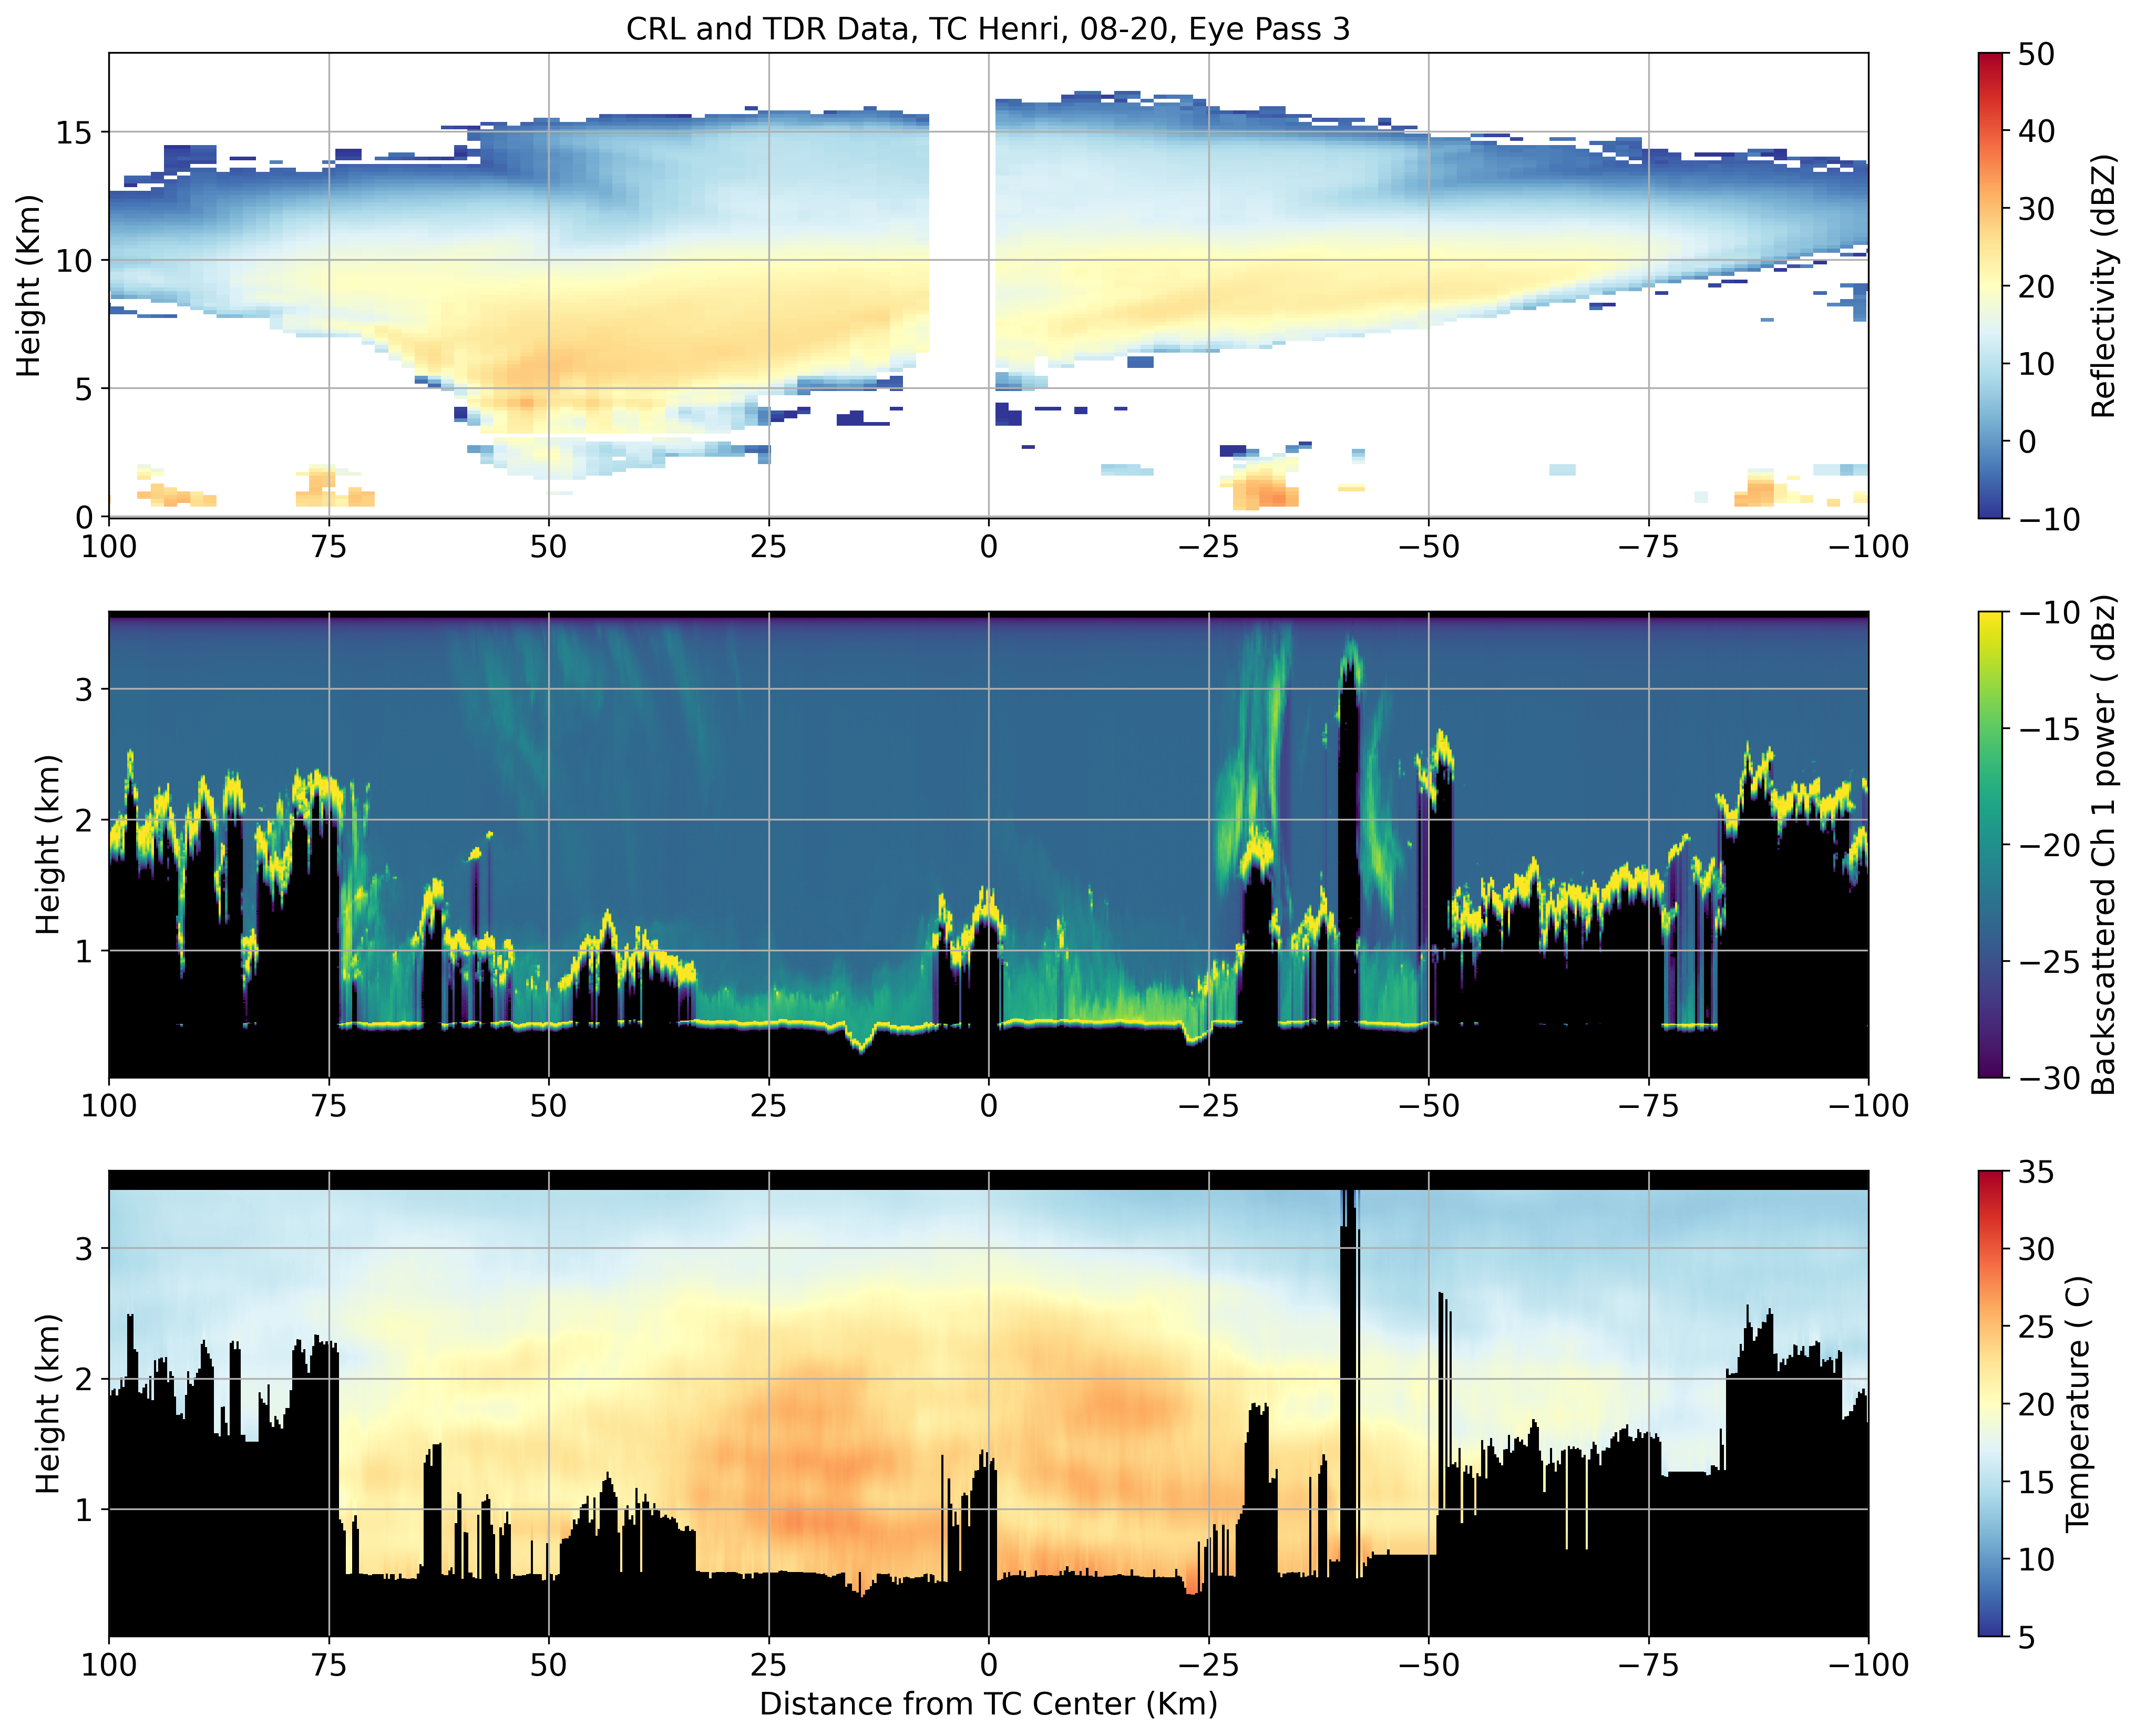 CRL and TDR Data, TC Henri, 08-20, Eye Pass 3
Height (Km)
15
10
5
0
100 75 50 25 0 −25 −50 −75 −100
50
40
30
20
10
0
−10
Reflectivity (dBZ)
Height (km)
3
2
1
100 75 50 25 0 −25 −50 −75 −100
−10
−15
−20
−25
−30
Backscattered Ch 1 power ( dBz)
Height (km)
3
2
1
100 75 50 25 0 −25 −50 −75 −100
Distance from TC Center (Km)
35
30
25
20
15
10
5
Temperature ( C)